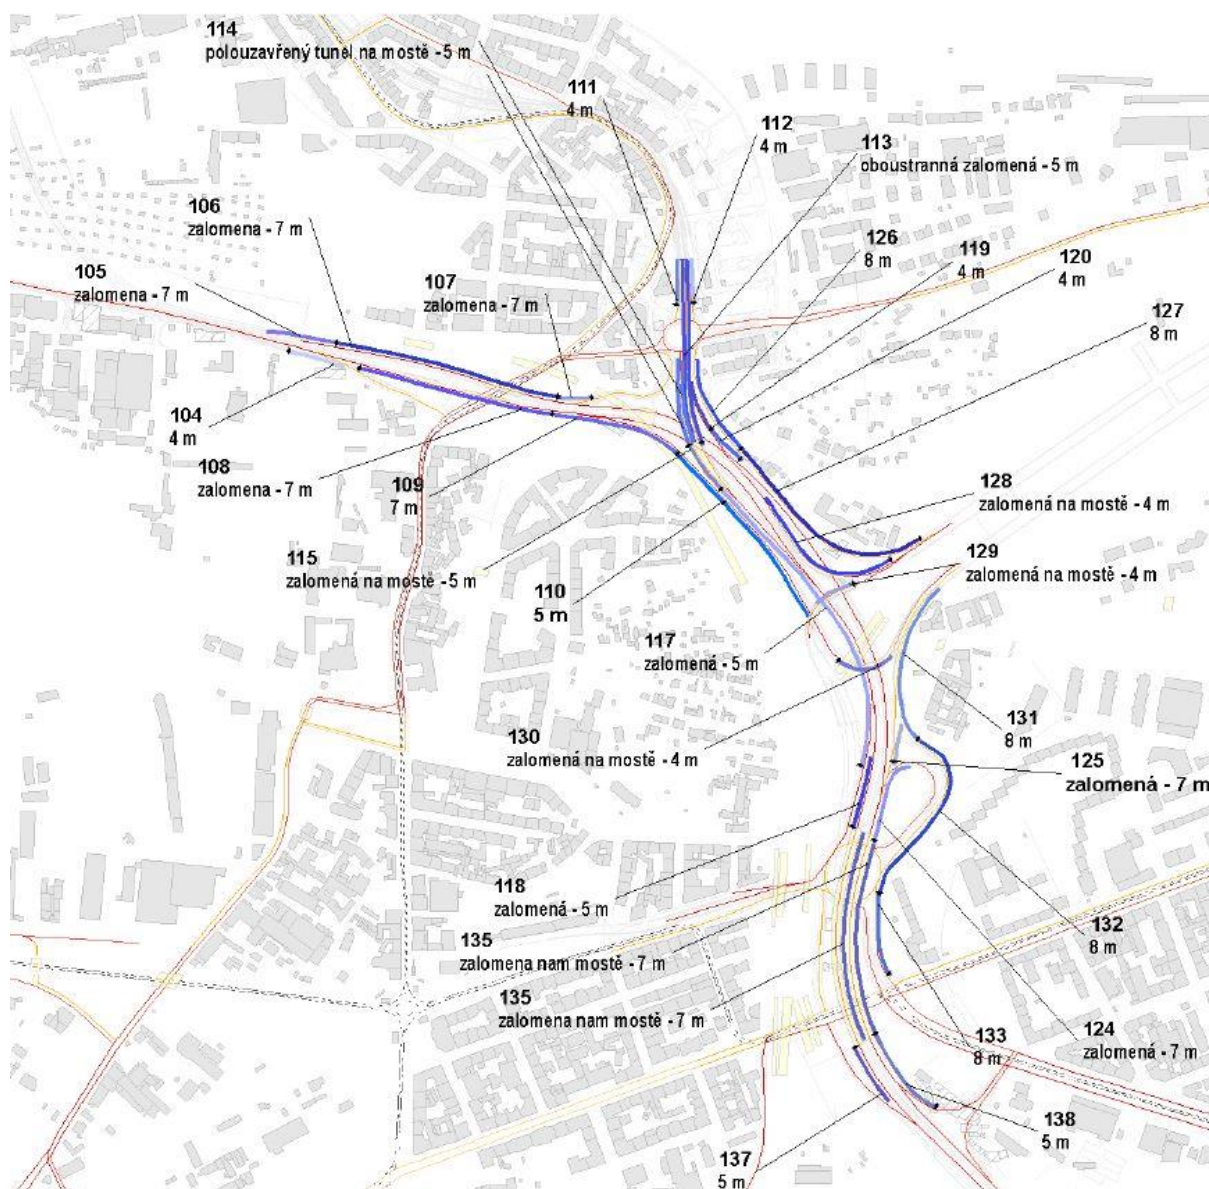 114
polouzavřený tunel na mostě - 5 m
111
4 m
112
4 m
113
oboustranná zalomená - 5 m
106
zalomena - 7 m
126
8 m
119
4 m
120
4 m
105
zalomena - 7 m
107
zalomena - 7 m
127
8 m
104
4 m
108
zalomena - 7 m
109
7 m
128
zalomená na mostě - 4 m
115
zalomená na mostě - 5 m
110
5 m
129
zalomená na mostě - 4 m
117
zalomená - 5 m
130
zalomená na mostě - 4 m
131
8 m
125
zalomená - 7 m
118
zalomená - 5 m
135
zalomena nam mostě - 7 m
132
8 m
135
zalomena nam mostě - 7 m
133
8 m
124
zalomená - 7 m
138
5 m
137
5 m